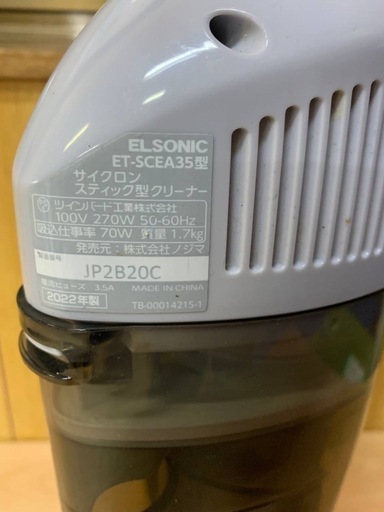 ELSONIC
ET-SCEA35型
サイクロン
スティック型クリーナー
ツインバード工業株式会社
100V 270W 50-60Hz
吸込仕事率 70W 質量 1.7kg
発売元：株式会社ノジマ
製造番号
JP2B20C
電流ヒューズ 3.5A
2022年製
MADE IN CHINA
TB-00014215-1